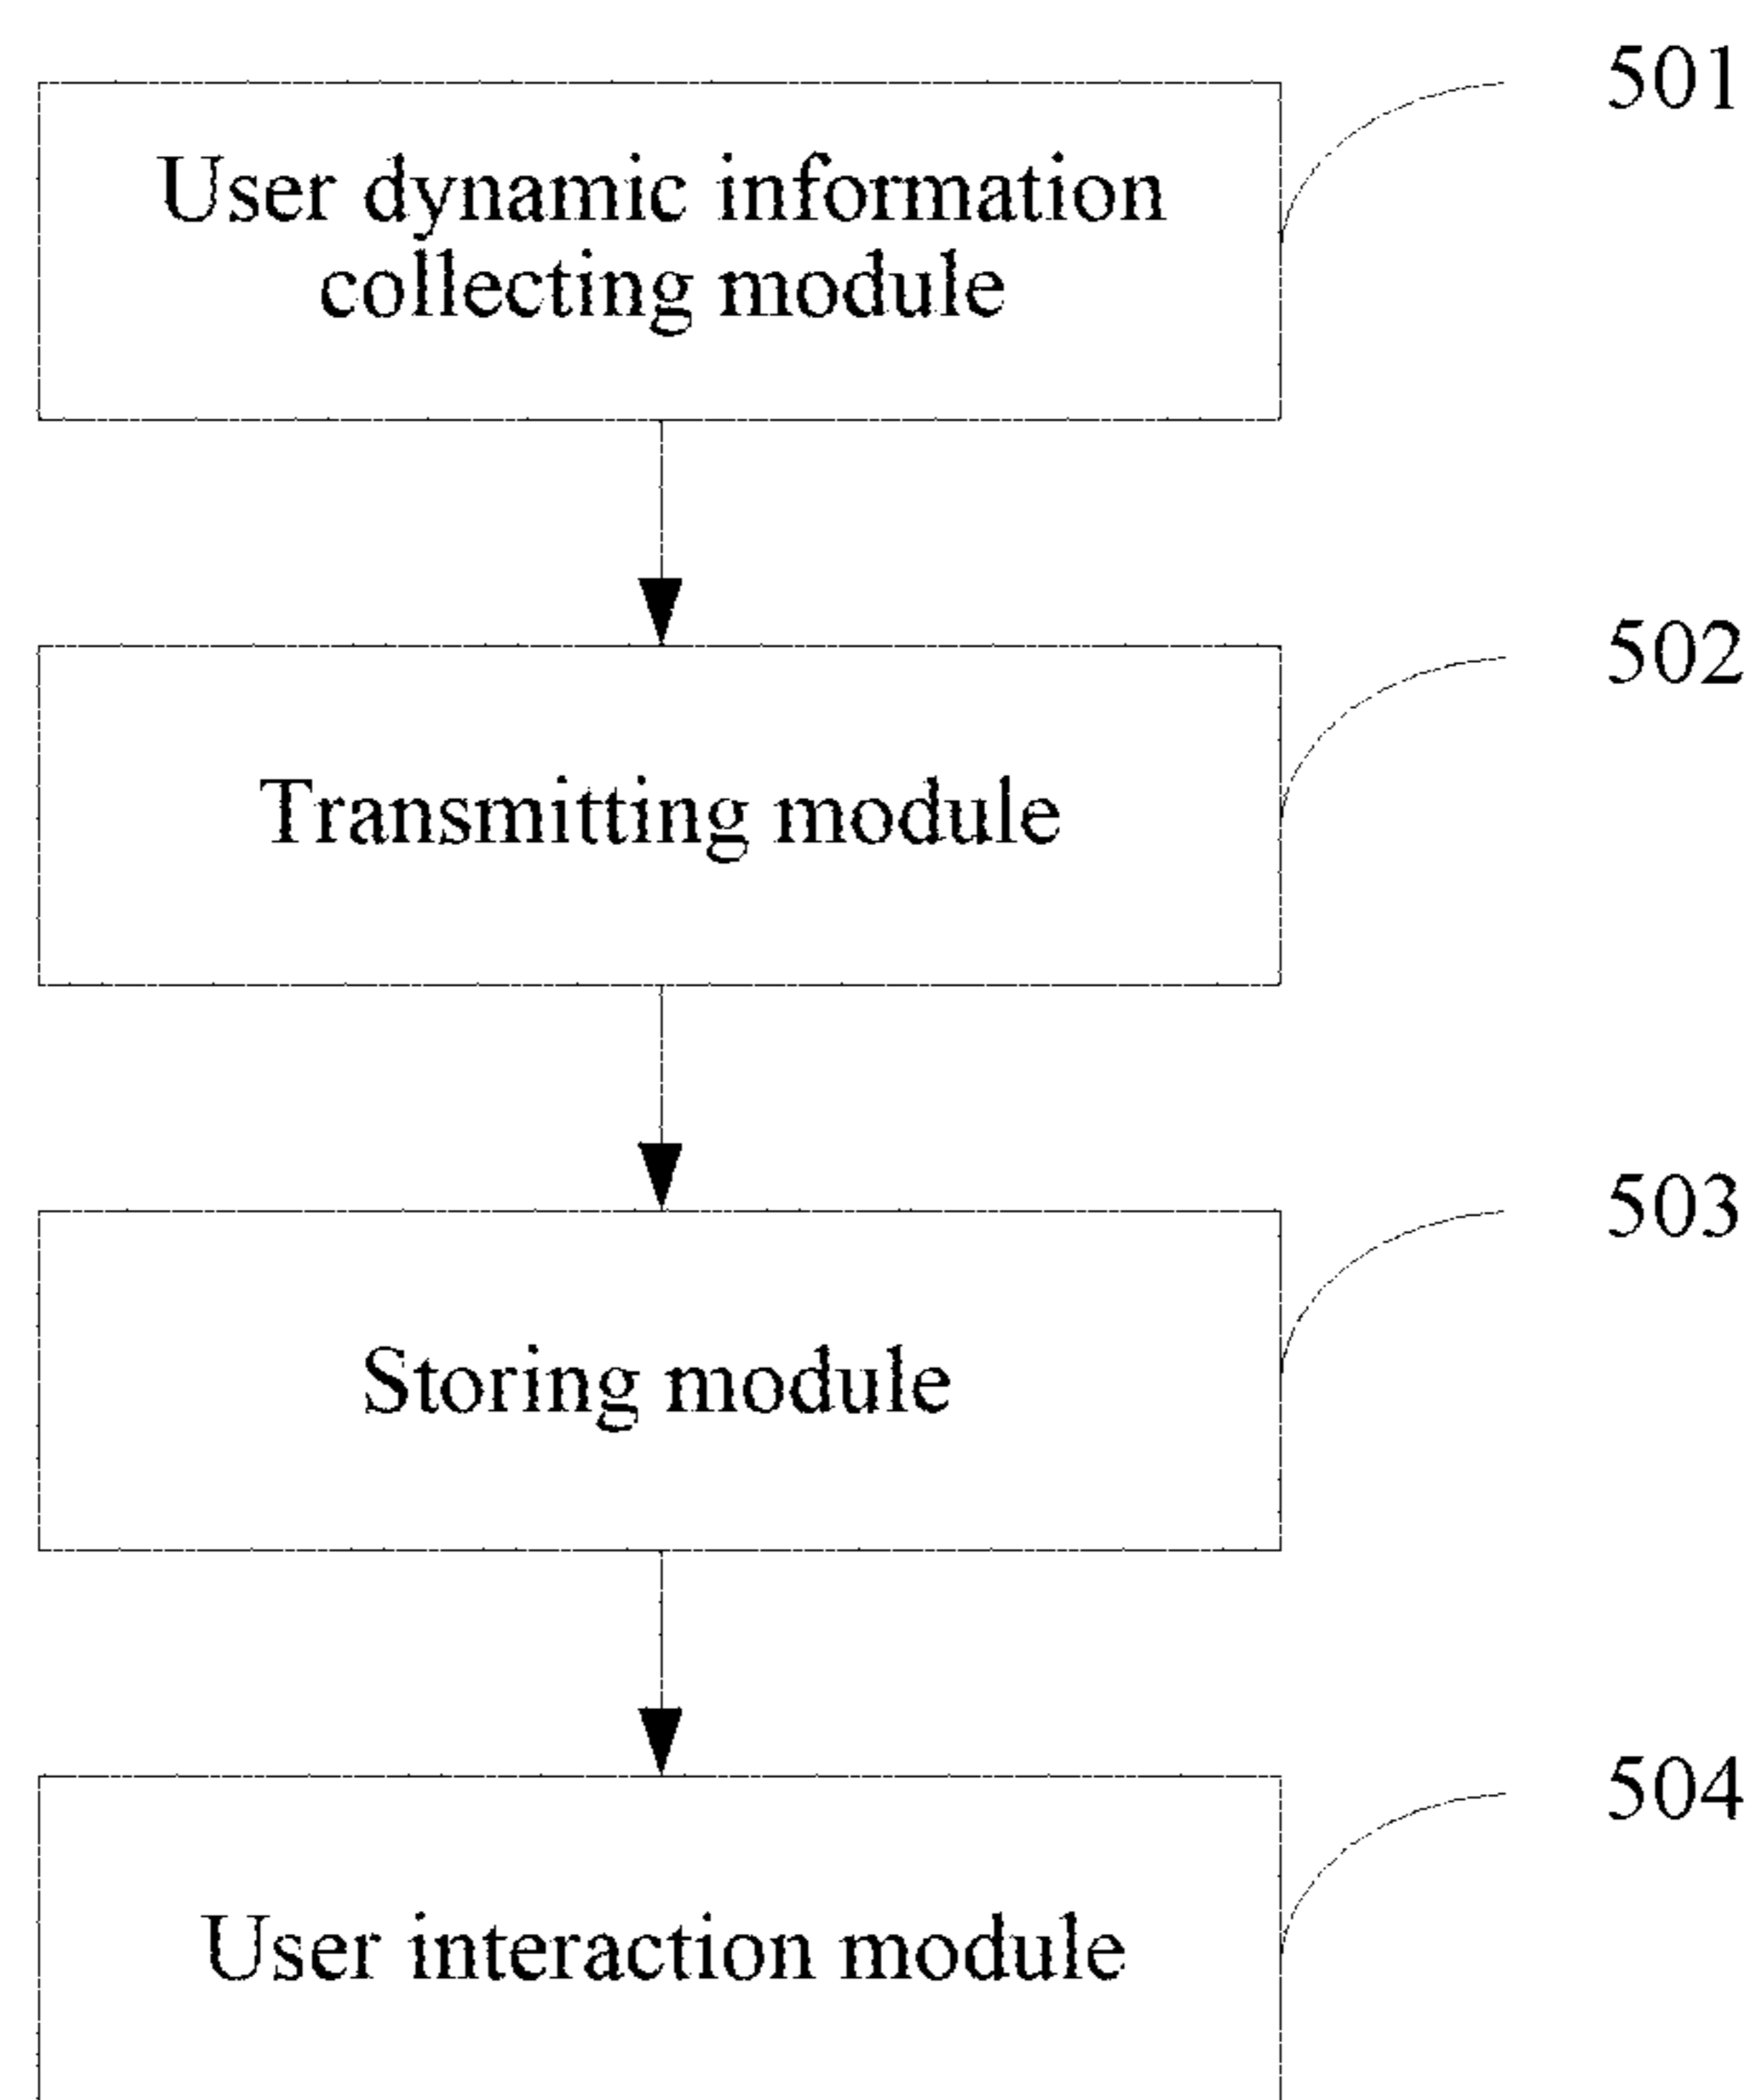 501
User dynamic information
collecting module
502
Transmitting module
503
Storing module
504
User interaction module